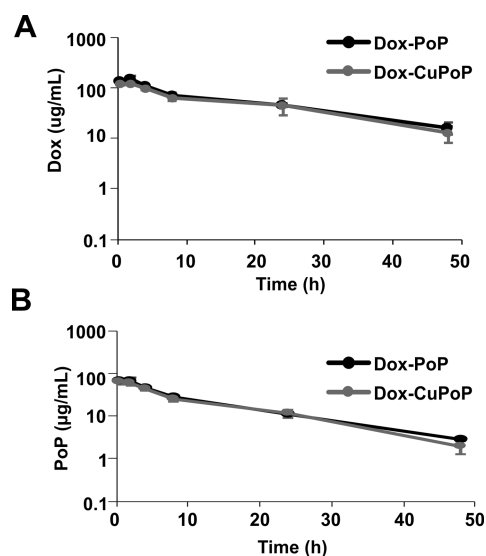 A
1000
100
10
1
0.1
Dox (ug/mL)
Dox-PoP
Dox-CuPoP
0 10 20 30 40 50
Time (h)
B
1000
100
10
1
0.1
PoP (µg/mL)
Dox-PoP
Dox-CuPoP
0 10 20 30 40 50
Time (h)